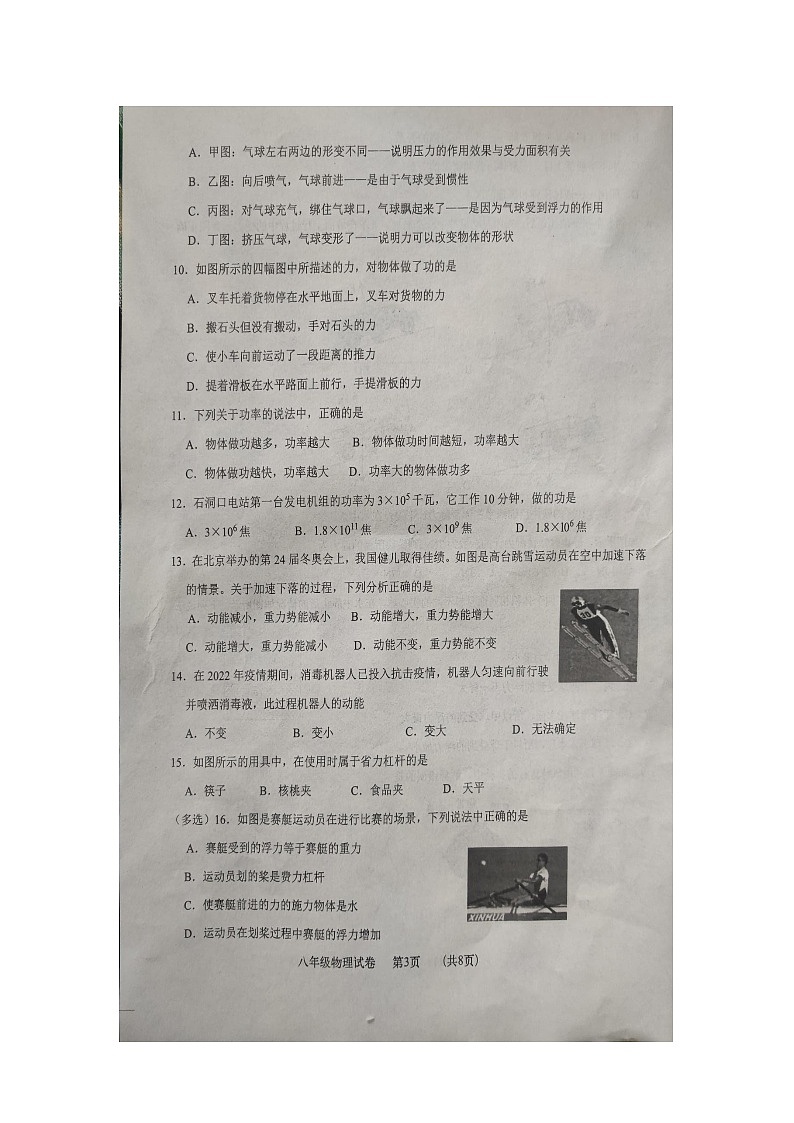 A．甲图：气球左右两边的形变不同——说明压力的作用效果与受力面积有关
B．乙图：向后喷气，气球前进——是由于气球受到惯性
C．丙图：对气球充气，绑住气球口，气球飘起来了——是因为气球受到浮力的作用
D．丁图：挤压气球，气球变形了——说明力可以改变物体的形状
10．如图所示的四幅图中所描述的力，对物体做了功的是
A．叉车托着货物停在水平地面上，叉车对货物的力
B．搬石头但没有搬动，手对石头的力
C．使小车向前运动了一段距离的推力
D．提着滑板在水平路面上前行，手提滑板的力
11．下列关于功率的说法中，正确的是
A．物体做功越多，功率越大 B．物体做功时间越短，功率越大
C．物体做功越快，功率越大 D．功率大的物体做功多
12．石洞口电站第一台发电机组的功率为 3×10⁵ 千瓦，它工作 10 分钟，做的功是
A．3×10⁶ 焦 B．1.8×10¹¹ 焦 C．3×10⁹ 焦 D．1.8×10⁶ 焦
13．在北京举办的第 24 届冬奥会上，我国健儿取得佳绩。如图是高台跳雪运动员在空中加速下落
的情景。关于加速下落的过程，下列分析正确的是
A．动能减小，重力势能减小 B．动能增大，重力势能增大
C．动能增大，重力势能减小 D．动能不变，重力势能不变
14．在 2022 年疫情期间，消毒机器人已投入抗击疫情，机器人匀速向前行驶
并喷洒消毒液，此过程机器人的动能
A．不变 B．变小 C．变大 D．无法确定
15．如图所示的用具中，在使用时属于省力杠杆的是
A．筷子 B．核桃夹 C．食品夹 D．天平
（多选）16．如图是赛艇运动员在进行比赛的场景，下列说法中正确的是
A．赛艇受到的浮力等于赛艇的重力
B．运动员划的桨是费力杠杆
C．使赛艇前进的力的施力物体是水
D．运动员在划桨过程中赛艇的浮力增加
XINHUA
八年级物理试卷 第3页 （共8页）